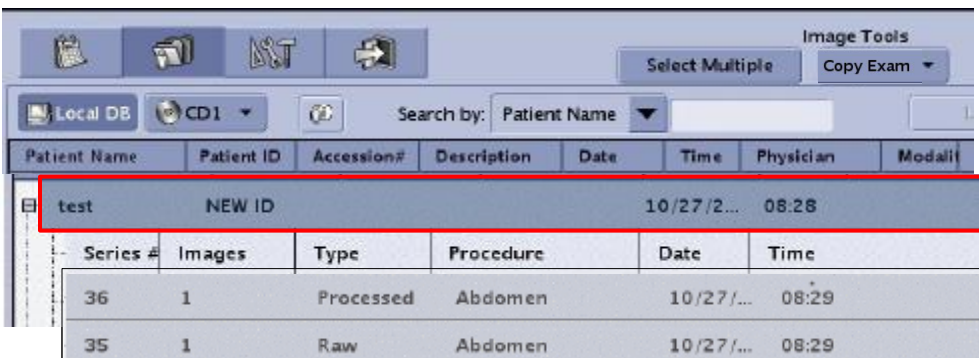 Image Tools
Select Multiple Copy Exam
Local DB CD1 Search by: Patient Name
Patient Name Patient ID Accession# Description Date Time Physician Modalit
test NEW ID 10/27/2... 08:28
Series # Images Type Procedure Date Time
36 1 Processed Abdomen 10/27/... 08:29
35 1 Raw Abdomen 10/27/... 08:29